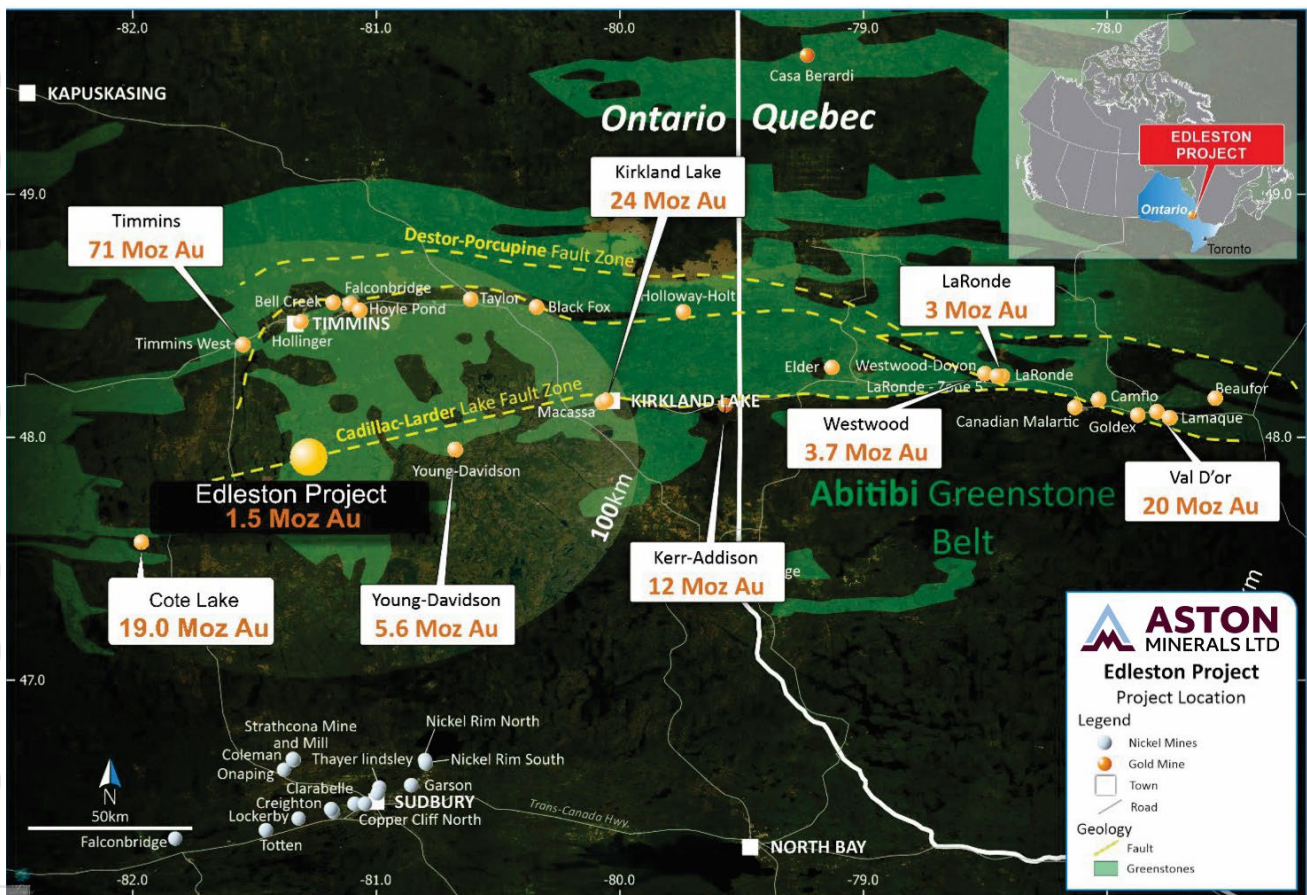 -82.0
-81.0
-80.0
-79.0
-78.0
KAPUSKASING
Casa Berardi
Ontario
Quebec
EDLESTON
PROJECT
Ontario
Toronto
49.0
49.0
Kirkland Lake
24 Moz Au
Timmins
71 Moz Au
Destor-Porcupine Fault Zone
LaRonde
3 Moz Au
Bell Creek
Falconbridge
Hoyle Pond
Taylor
Black Fox
Holloway-Holt
TIMMINS
Hollinger
Timmins West
Elder
Westwood-Doyon
LaRonde - Zone 5
LaRonde
Camflo
Beaufor
Macassa
KIRKLAND LAKE
Canadian Malartic
Goldex
Lamaque
Cadillac-Larder Lake Fault Zone
48.0
48.0
Westwood
3.7 Moz Au
Young-Davidson
Val D'or
20 Moz Au
Edleston Project
1.5 Moz Au
100km
Abitibi Greenstone
Belt
Kerr-Addison
12 Moz Au
Cote Lake
19.0 Moz Au
Young-Davidson
5.6 Moz Au
47.0
ASTON
MINERALS LTD
Edleston Project
Project Location
Legend
Nickel Mines
Gold Mine
Town
Road
Geology
Fault
Greenstones
Strathcona Mine
and Mill
Nickel Rim North
Coleman
Onaping
Thayer lindsley
Nickel Rim South
Clarabelle
Garson
Creighton
SUDBURY
Lockerby
Copper Cliff North
Totten
Falconbridge
Trans-Canada Hwy.
NORTH BAY
N
50km
-82.0
-81.0
-80.0
-79.0